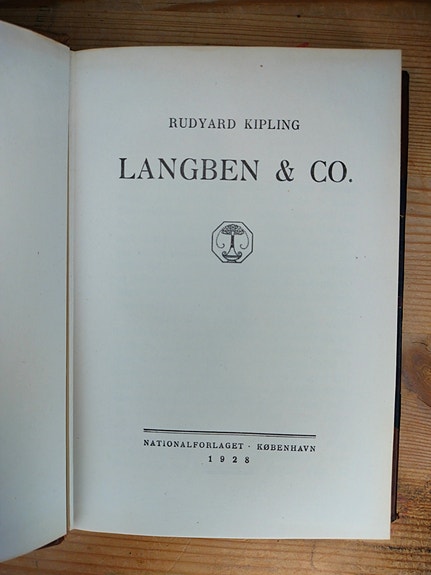 RUDYARD KIPLING
LANGBEN & CO.
NATIONALFORLAGET · KØBENHAVN
1928